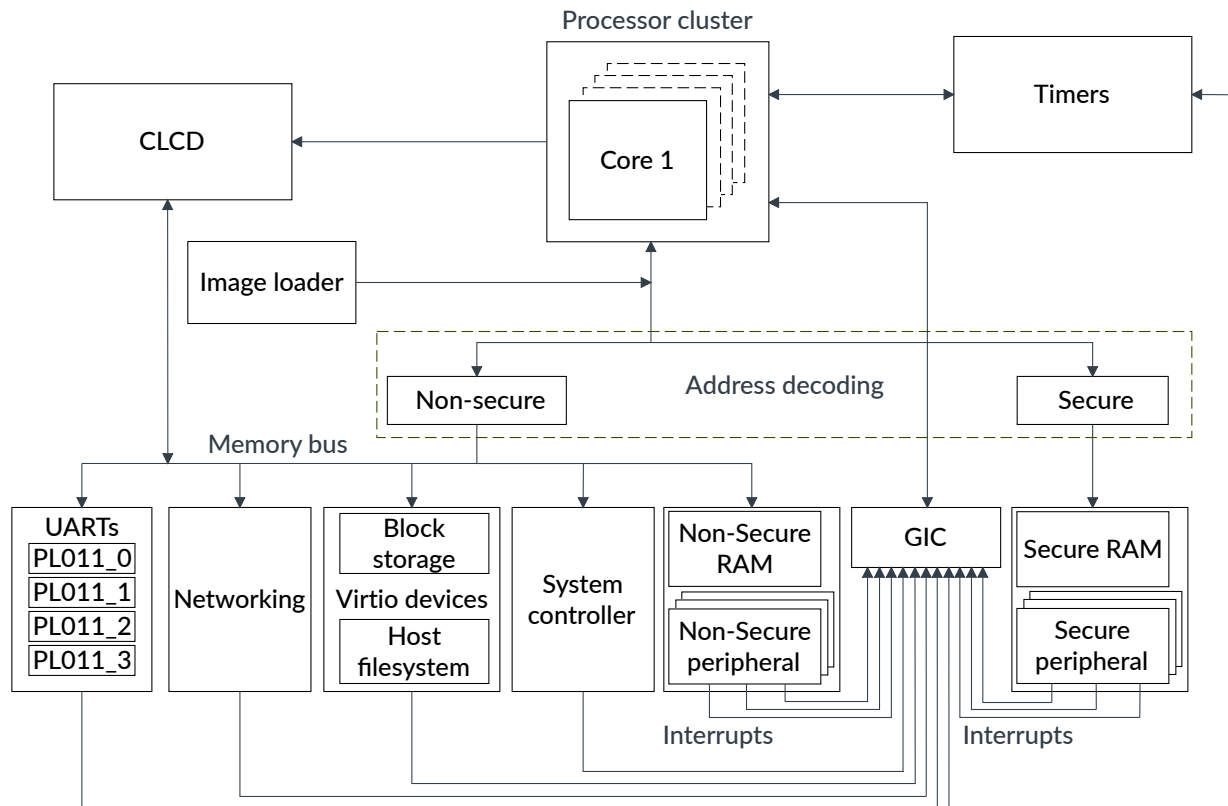 Processor cluster
CLCD
Core 1
Timers
Image loader
Address decoding
Non-secure
Secure
Memory bus
UARTs
PL011_0
PL011_1
PL011_2
PL011_3
Networking
Block
storage
Virtio devices
Host
filesystem
System
controller
Non-Secure
RAM
Non-Secure
peripheral
GIC
Secure RAM
Secure
peripheral
Interrupts
Interrupts